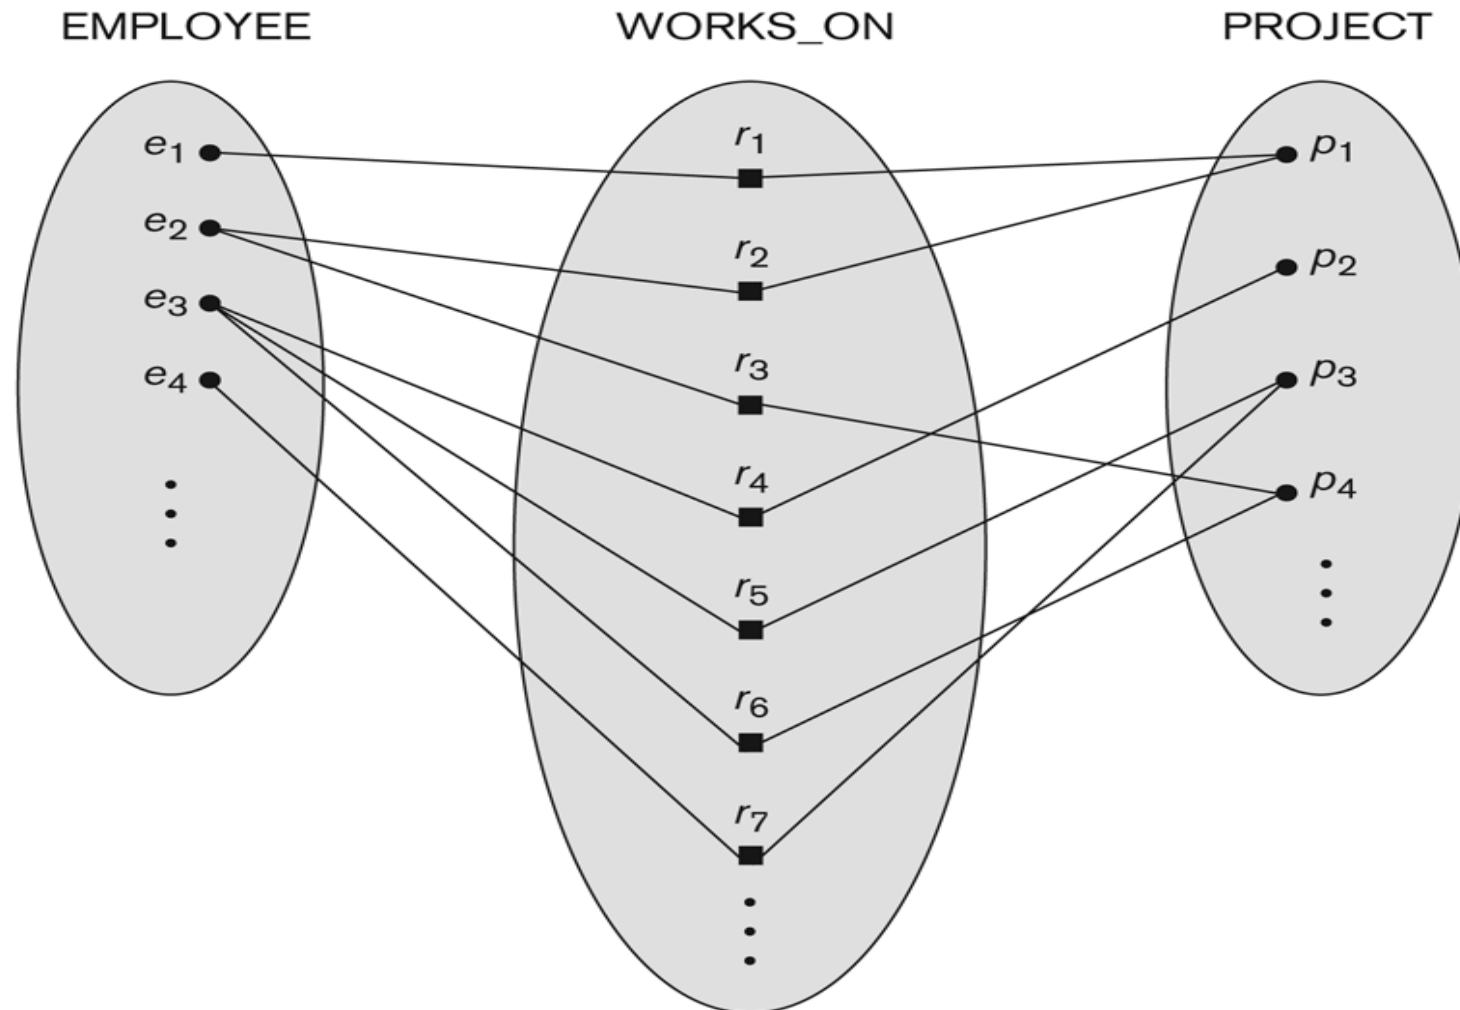 EMPLOYEE WORKS_ON PROJECT
e1 r1 p1
e2 r2 p2
e3 r3 p3
e4 r4 p4
r5
r6
r7